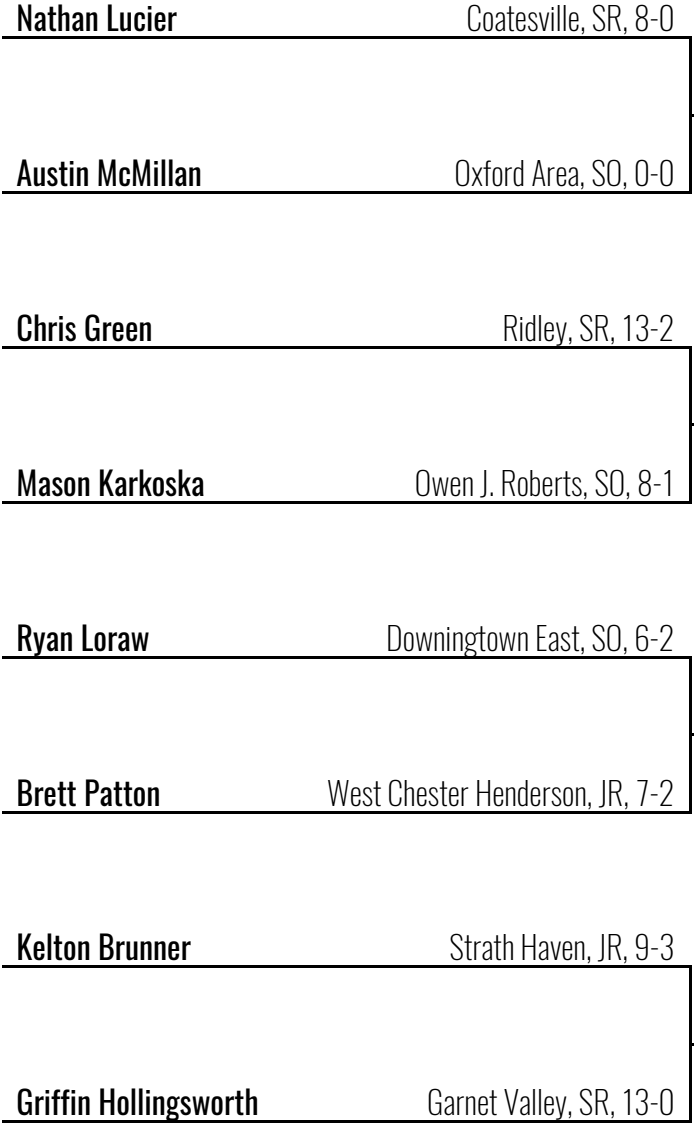 Nathan Lucier Coatesville, SR, 8-0
Austin McMillan Oxford Area, SO, 0-0
Chris Green Ridley, SR, 13-2
Mason Karkoska Owen J. Roberts, SO, 8-1
Ryan Loraw Downingtown East, SO, 6-2
Brett Patton West Chester Henderson, JR, 7-2
Kelton Brunner Strath Haven, JR, 9-3
Griffin Hollingsworth Garnet Valley, SR, 13-0